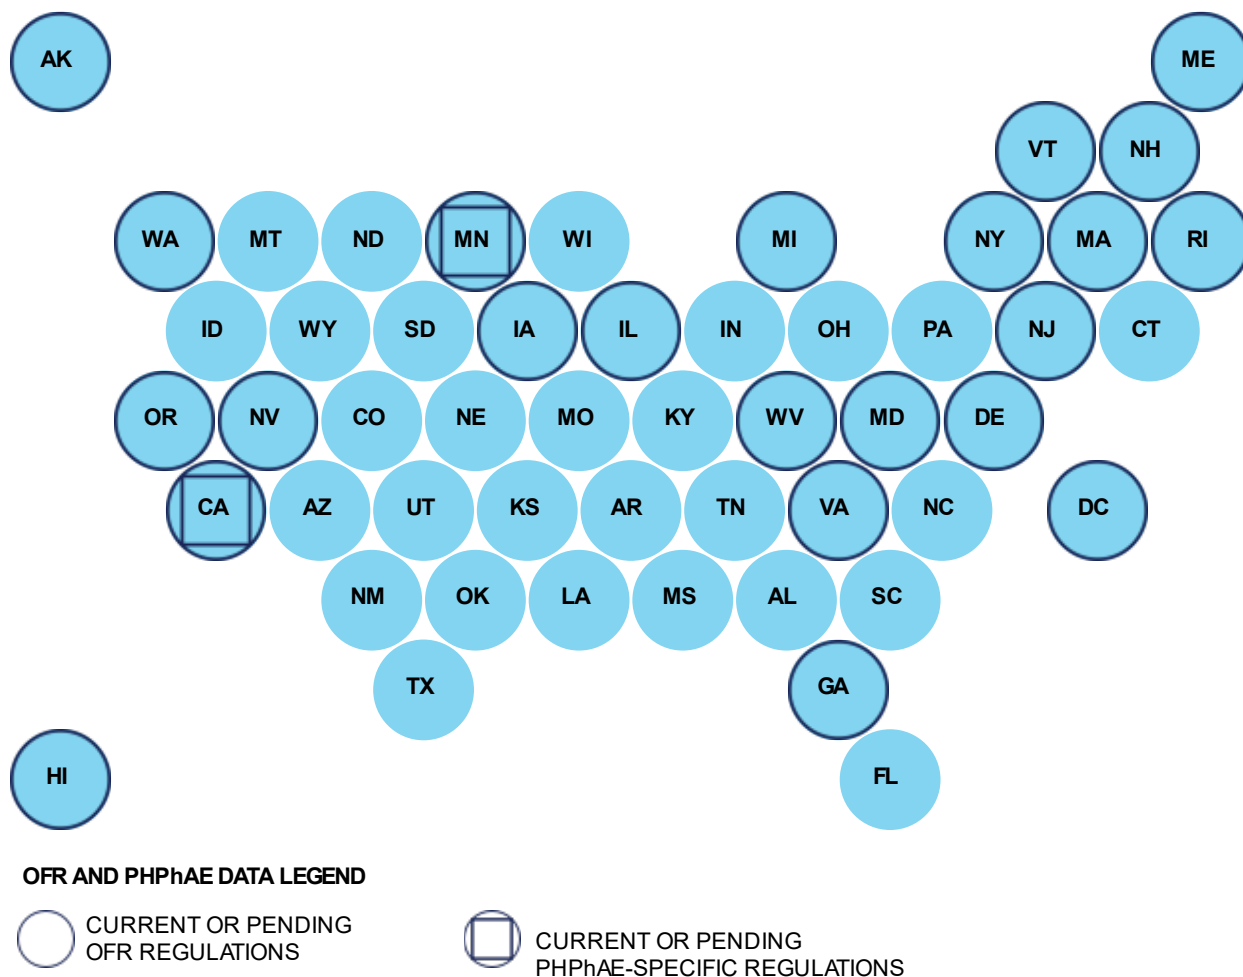 AK
ME
VT
NH
WA
MT
ND
MN
WI
MI
NY
MA
RI
ID
WY
SD
IA
IL
IN
OH
PA
NJ
CT
OR
NV
CO
NE
MO
KY
WV
MD
DE
CA
AZ
UT
KS
AR
TN
VA
NC
DC
NM
OK
LA
MS
AL
SC
TX
GA
HI
FL
OFR AND PHPhAE DATA LEGEND
CURRENT OR PENDING
OFR REGULATIONS
CURRENT OR PENDING
PHPhAE-SPECIFIC REGULATIONS